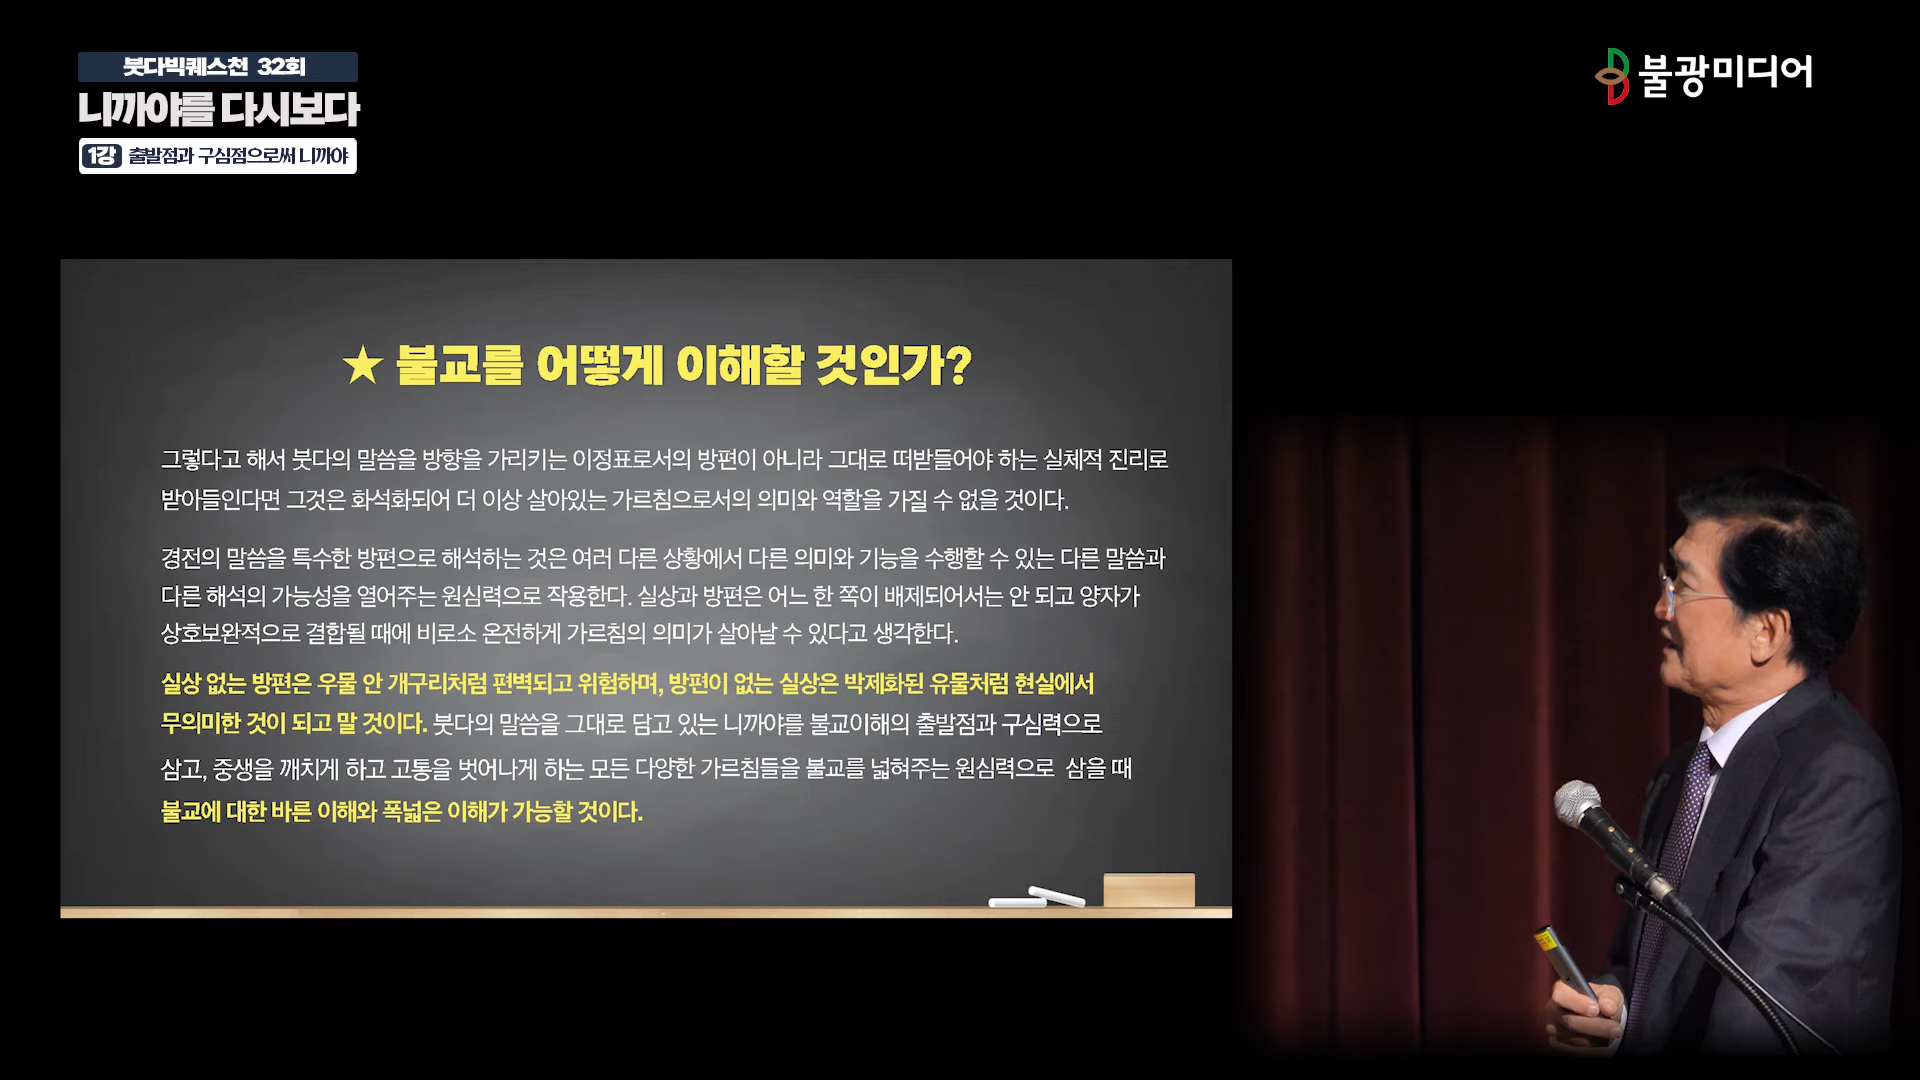 붓다빅퀘스천 32회
니까야를 다시보다
1강 출발점과 구심점으로써 니까야
불광미디어
★ 불교를 어떻게 이해할 것인가?
그렇다고 해서 붓다의 말씀을 방향을 가리키는 이정표로서의 방편이 아니라 그대로 떠받들어야 하는 실체적 진리로
받아들인다면 그것은 화석화되어 더 이상 살아있는 가르침으로서의 의미와 역할을 가질 수 없을 것이다.
경전의 말씀을 특수한 방편으로 해석하는 것은 여러 다른 상황에서 다른 의미와 기능을 수행할 수 있는 다른 말씀과
다른 해석의 가능성을 열어주는 원심력으로 작용한다. 실상과 방편은 어느 한 쪽이 배제되어서는 안 되고 양자가
상호보완적으로 결합될 때에 비로소 온전하게 가르침의 의미가 살아날 수 있다고 생각한다.
실상 없는 방편은 우물 안 개구리처럼 편벽되고 위험하며, 방편이 없는 실상은 박제화된 유물처럼 현실에서
무의미한 것이 되고 말 것이다. 붓다의 말씀을 그대로 담고 있는 니까야를 불교이해의 출발점과 구심력으로
삼고, 중생을 깨치게 하고 고통을 벗어나게 하는 모든 다양한 가르침들을 불교를 넓혀주는 원심력으로 삼을 때
불교에 대한 바른 이해와 폭넓은 이해가 가능할 것이다.